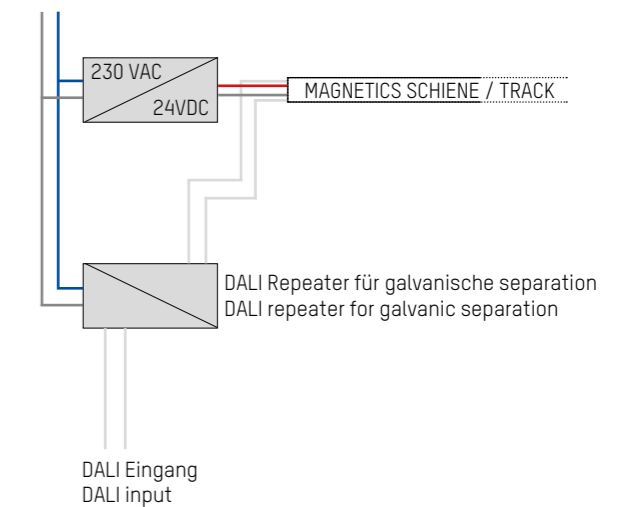 230 VAC
24VDC
MAGNETICS SCHIENE / TRACK
DALI Repeater für galvanische separation
DALI repeater for galvanic separation
DALI Eingang
DALI input